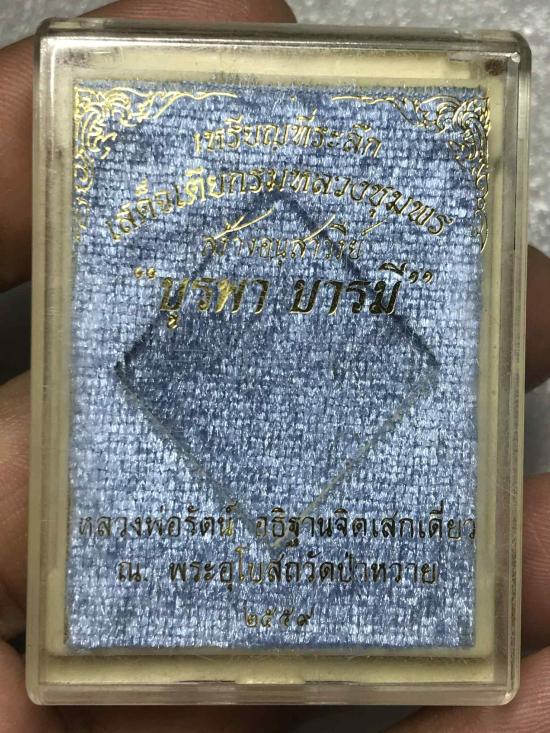 เหรียญที่ระลึก
เสด็จเตี่ยกรมหลวงชุมพร
สร้างอนุสาวรีย์
“บูรพา บารมี”
หลวงพ่อรัตน์ อธิฐานจิตเสกเดี่ยว
ณ. พระอุโบสถวัดป่าหวาย
๒๕๕๙